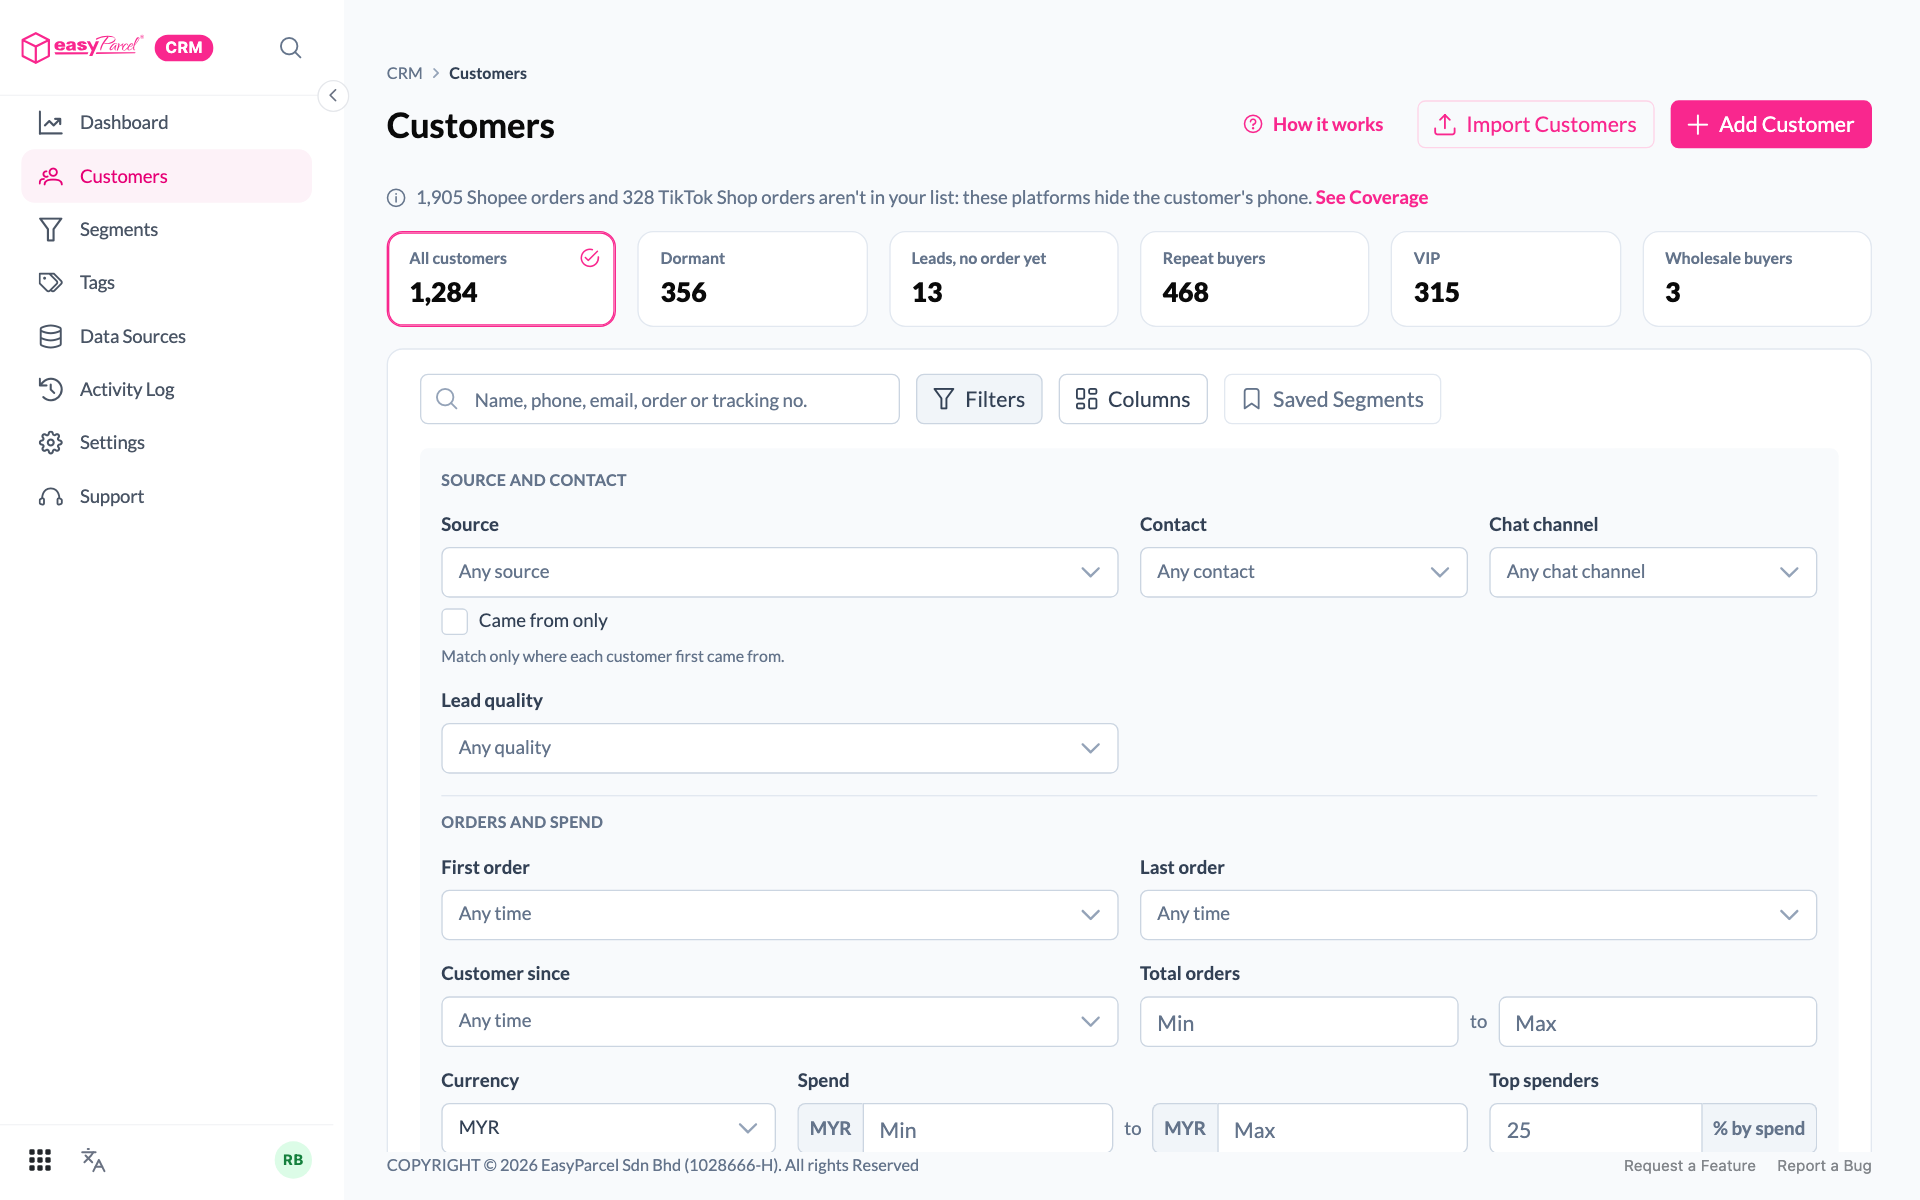 easyParcel CRM
Dashboard
Customers
Segments
Tags
Data Sources
Activity Log
Settings
Support
RB
CRM > Customers
Customers
How it works
Import Customers
Add Customer
1,905 Shopee orders and 328 TikTok Shop orders aren't in your list: these platforms hide the customer's phone. See Coverage
All customers
1,284
Dormant
356
Leads, no order yet
13
Repeat buyers
468
VIP
315
Wholesale buyers
3
Name, phone, email, order or tracking no.
Filters
Columns
Saved Segments
SOURCE AND CONTACT
Source
Any source
Contact
Any contact
Chat channel
Any chat channel
Came from only
Match only where each customer first came from.
Lead quality
Any quality
ORDERS AND SPEND
First order
Any time
Last order
Any time
Customer since
Any time
Total orders
Min to Max
Currency
MYR
Spend
MYR Min to MYR Max
Top spenders
25 % by spend
COPYRIGHT © 2026 EasyParcel Sdn Bhd (1028666-H). All rights Reserved
Request a Feature
Report a Bug